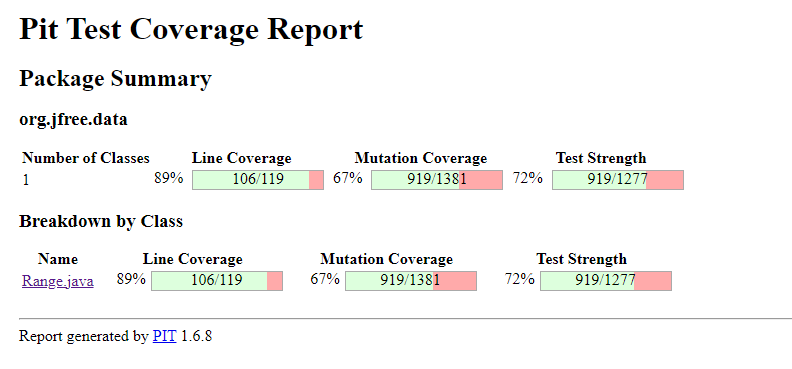 Pit Test Coverage Report
Package Summary
org.jfree.data
Number of Classes Line Coverage Mutation Coverage Test Strength
1 89% 106/119 67% 919/1381 72% 919/1277
Breakdown by Class
Name Line Coverage Mutation Coverage Test Strength
Range.java 89% 106/119 67% 919/1381 72% 919/1277
Report generated by PIT 1.6.8